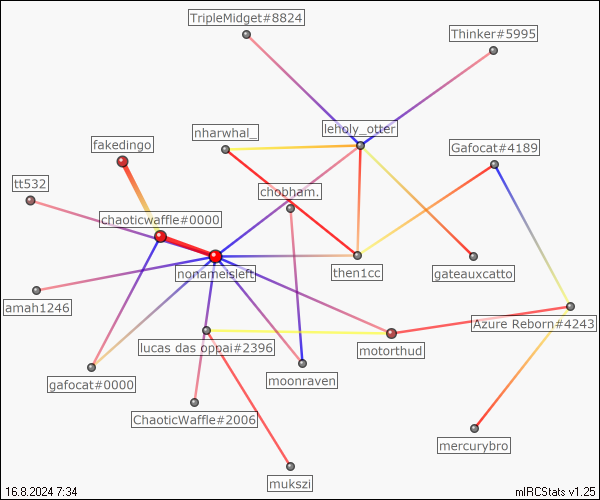 TripleMidget#8824
Thinker#5995
leholy_otter
nharwhal_
fakedingo
Gafocat#4189
tt532
chobham.
chaoticwaffle#0000
nonameisleft
then1cc
gateauxcatto
amah1246
Azure Reborn#4243
lucas das oppai#2396
motorthud
moonraven
gafocat#0000
ChaoticWaffle#2006
mercurybro
mukszi
16.8.2024 7:34
mIRCStats v1.25